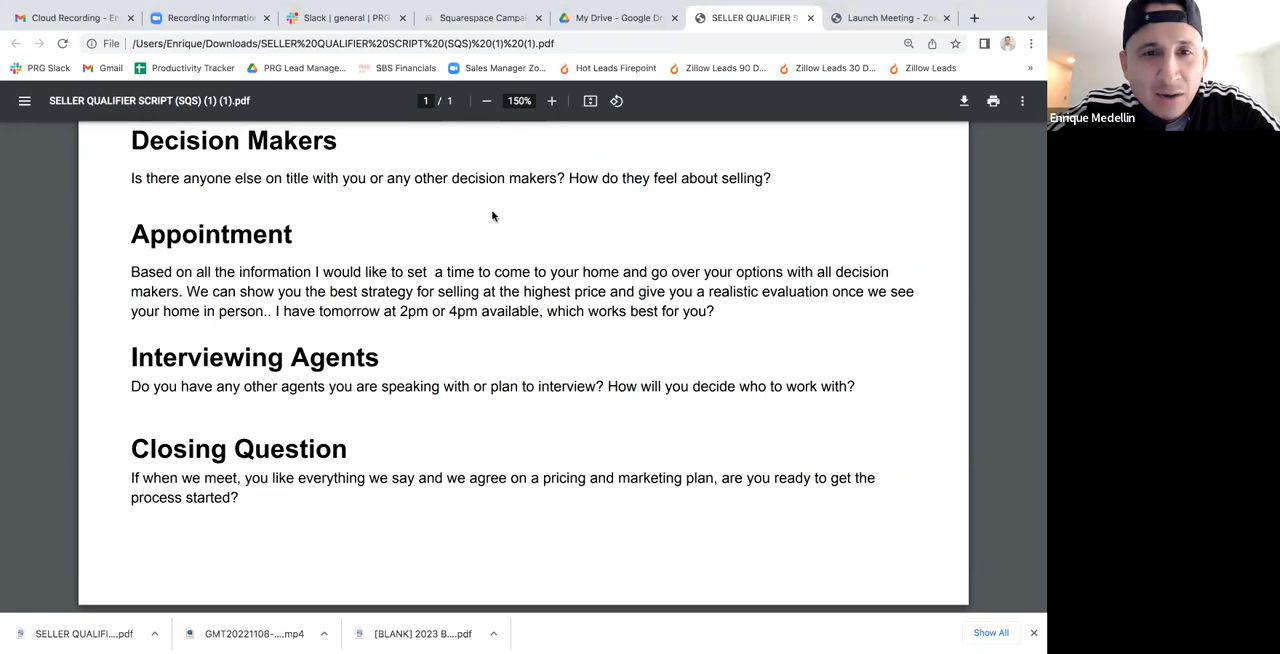 Cloud Recording - En
Recording Informatio
Slack | general | PRG
Squarespace Campa
My Drive - Google Dr
SELLER QUALIFIER S
Launch Meeting - Zo
File
/Users/Enrique/Downloads/SELLER%20QUALIFIER%20SCRIPT%20(SQS)%20(1)%20(1).pdf
PRG Slack
Gmail
Productivity Tracker
PRG Lead Manage...
SBS Financials
Sales Manager Zo...
Hot Leads Firepoint
Zillow Leads 90 D...
Zillow Leads 30 D...
Zillow Leads
»
SELLER QUALIFIER SCRIPT (SQS) (1) (1).pdf
1 / 1
150%
Enrique Medellin
Decision Makers
Is there anyone else on title with you or any other decision makers? How do they feel about selling?
Appointment
Based on all the information I would like to set  a time to come to your home and go over your options with all decision
makers. We can show you the best strategy for selling at the highest price and give you a realistic evaluation once we see
your home in person.. I have tomorrow at 2pm or 4pm available, which works best for you?
Interviewing Agents
Do you have any other agents you are speaking with or plan to interview? How will you decide who to work with?
Closing Question
If when we meet, you like everything we say and we agree on a pricing and marketing plan, are you ready to get the
process started?
SELLER QUALIFI....pdf
GMT20221108-....mp4
[BLANK] 2023 B....pdf
Show All